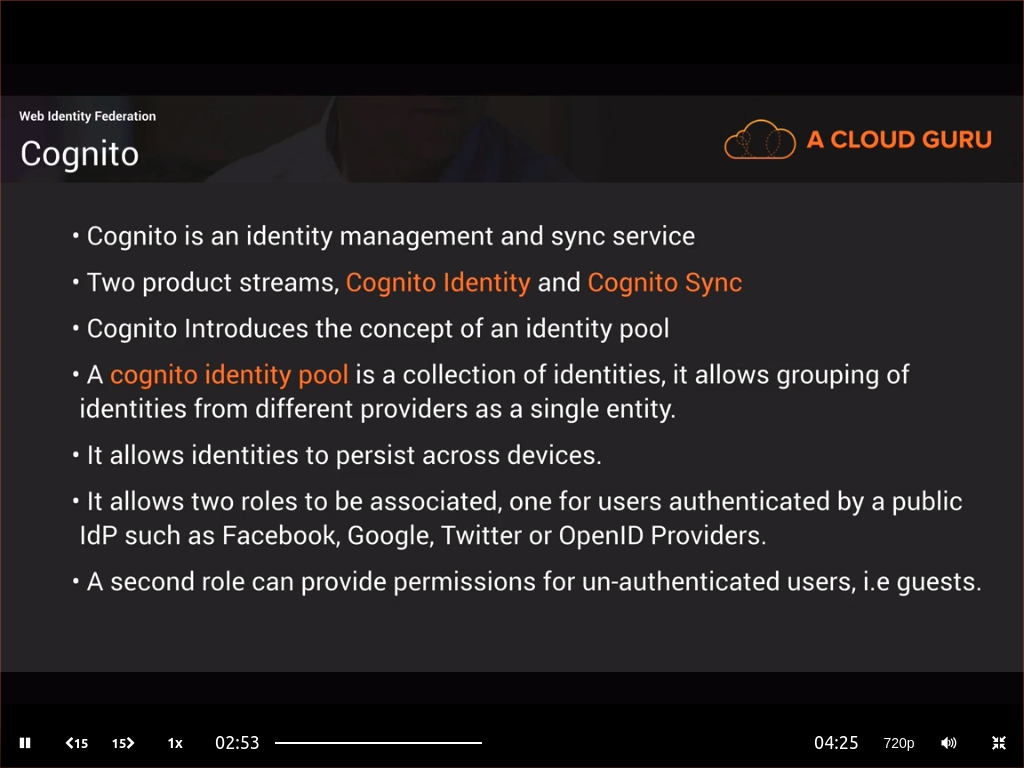 Web Identity Federation
Cognito
A CLOUD GURU
• Cognito is an identity management and sync service
• Two product streams, Cognito Identity and Cognito Sync
• Cognito Introduces the concept of an identity pool
• A cognito identity pool is a collection of identities, it allows grouping of
identities from different providers as a single entity.
• It allows identities to persist across devices.
• It allows two roles to be associated, one for users authenticated by a public
IdP such as Facebook, Google, Twitter or OpenID Providers.
• A second role can provide permissions for un-authenticated users, i.e guests.
15 15 1x 02:53 04:25 720p